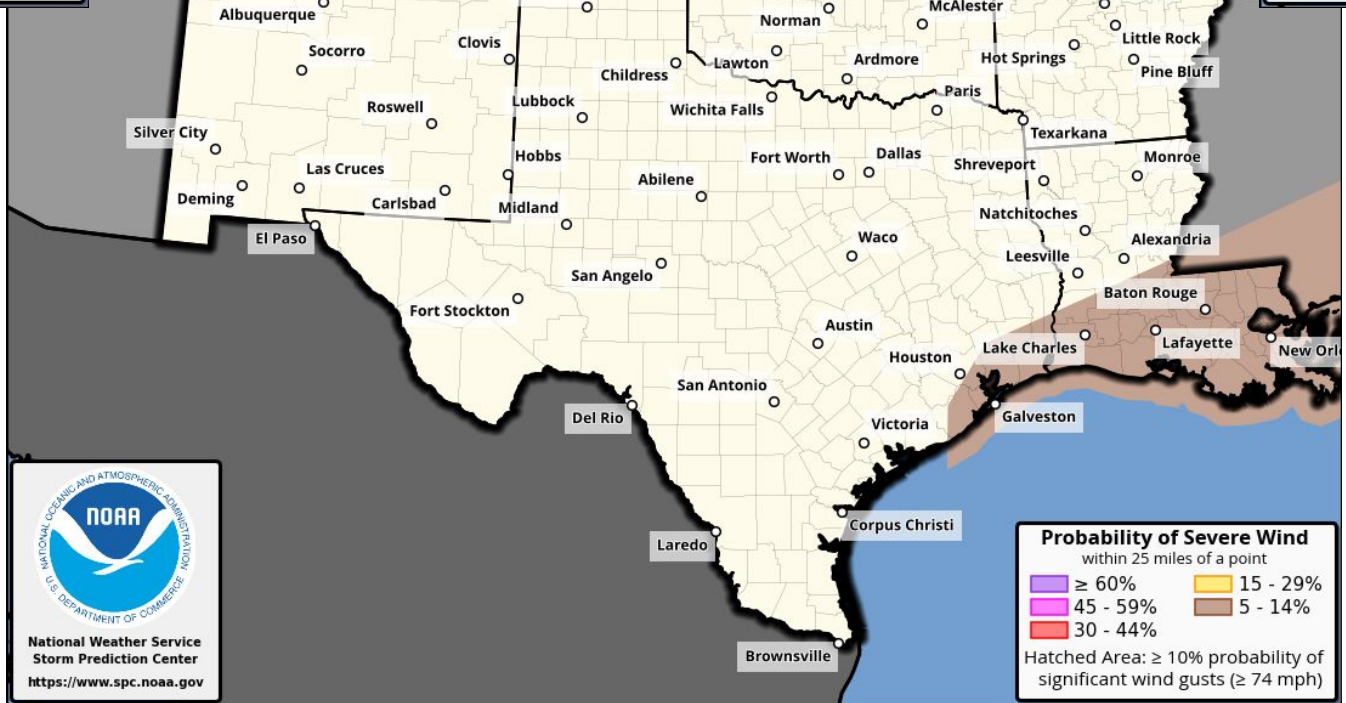 McAlester
Albuquerque
Norman
Little Rock
Socorro
Clovis
Lawton
Ardmore
Hot Springs
Childress
Pine Bluff
Paris
Roswell
Lubbock
Wichita Falls
Silver City
Texarkana
Hobbs
Fort Worth
Dallas
Shreveport
Monroe
Las Cruces
Abilene
Deming
Carlsbad
Midland
Natchitoches
El Paso
Waco
Alexandria
Leesville
San Angelo
Baton Rouge
Fort Stockton
Austin
Lake Charles
Lafayette
New Orl
Houston
San Antonio
Del Rio
Victoria
Galveston
Corpus Christi
Laredo
Brownsville
NATIONAL OCEANIC AND ATMOSPHERIC ADMINISTRATION
NOAA
U.S. DEPARTMENT OF COMMERCE
National Weather Service
Storm Prediction Center
https://www.spc.noaa.gov
Probability of Severe Wind
within 25 miles of a point
≥ 60%
15 - 29%
45 - 59%
5 - 14%
30 - 44%
Hatched Area: ≥ 10% probability of
significant wind gusts (≥ 74 mph)